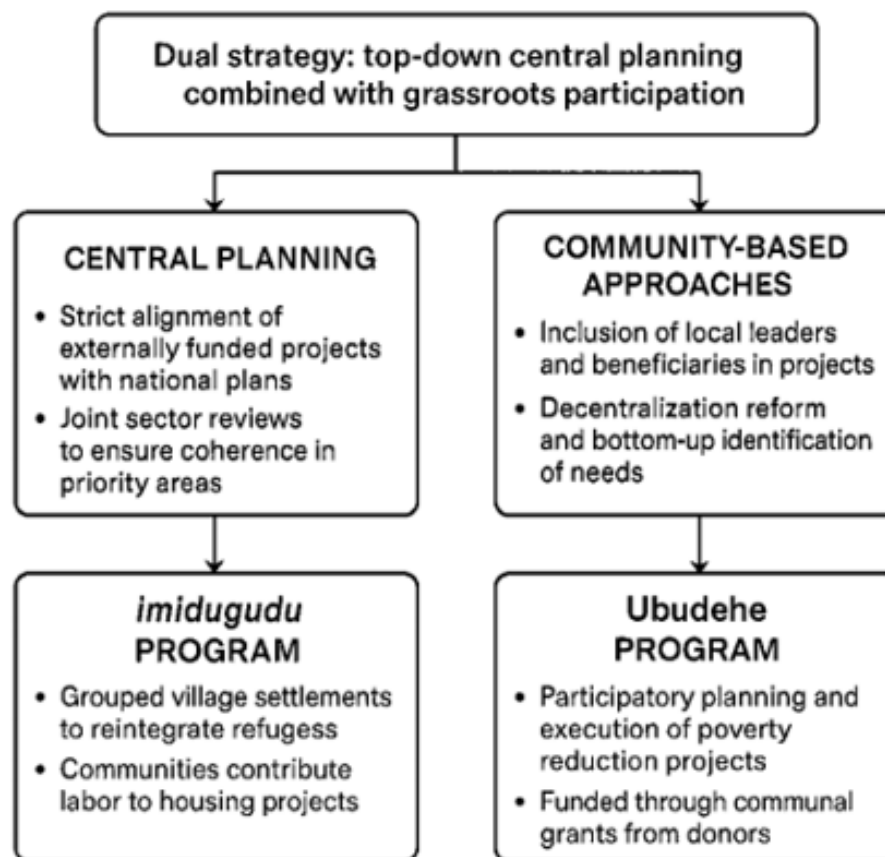 Dual strategy: top-down central planning
combined with grassroots participation
CENTRAL PLANNING
• Strict alignment of
externally funded projects
with national plans
• Joint sector reviews
to ensure coherence in
priority areas
COMMUNITY-BASED
APPROACHES
• Inclusion of local leaders
and beneficiaries in projects
• Decentralization reform
and bottom-up identification
of needs
imidugudu
PROGRAM
• Grouped village settlements
to reintegrate refugess
• Communities contribute
labor to housing projects
Ubudehe
PROGRAM
• Participatory planning and
execution of poverty
reduction projects
• Funded through communal
grants from donors